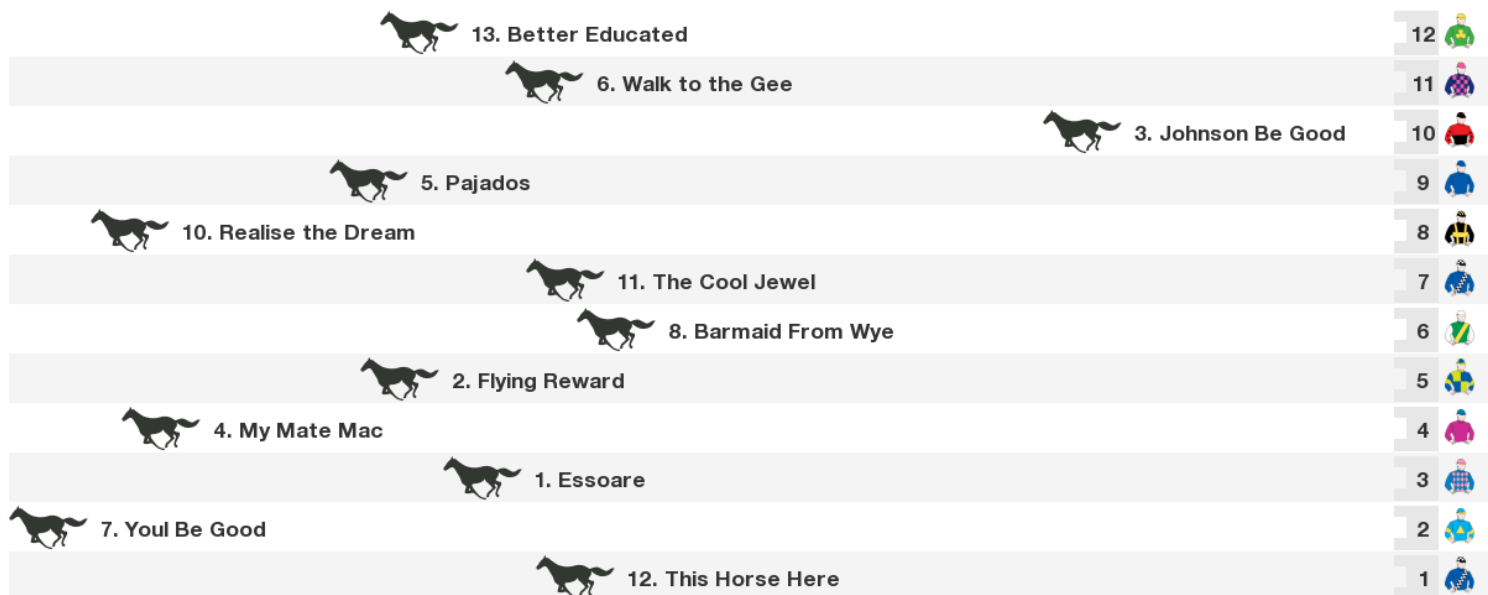 13. Better Educated 12
6. Walk to the Gee 11
3. Johnson Be Good 10
5. Pajados 9
10. Realise the Dream 8
11. The Cool Jewel 7
8. Barmaid From Wye 6
2. Flying Reward 5
4. My Mate Mac 4
1. Essoare 3
7. Youl Be Good 2
12. This Horse Here 1